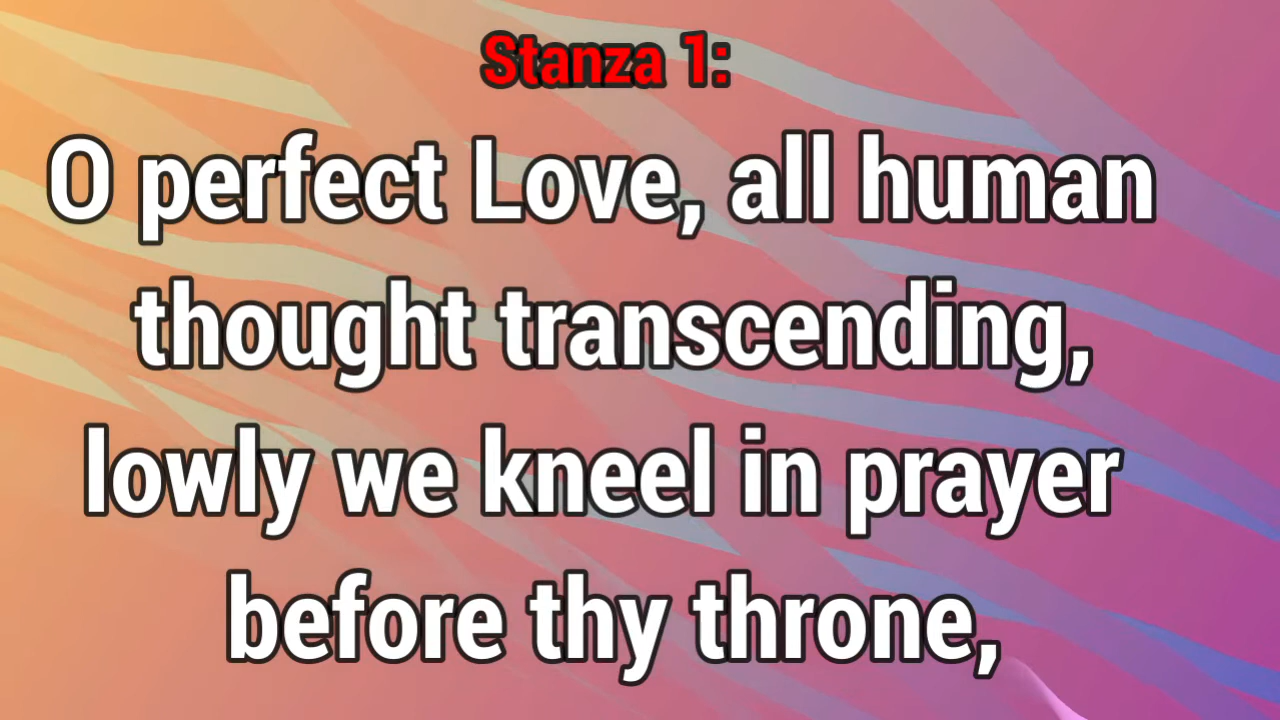 Stanza 1:
O perfect Love, all human
thought transcending,
lowly we kneel in prayer
before thy throne,